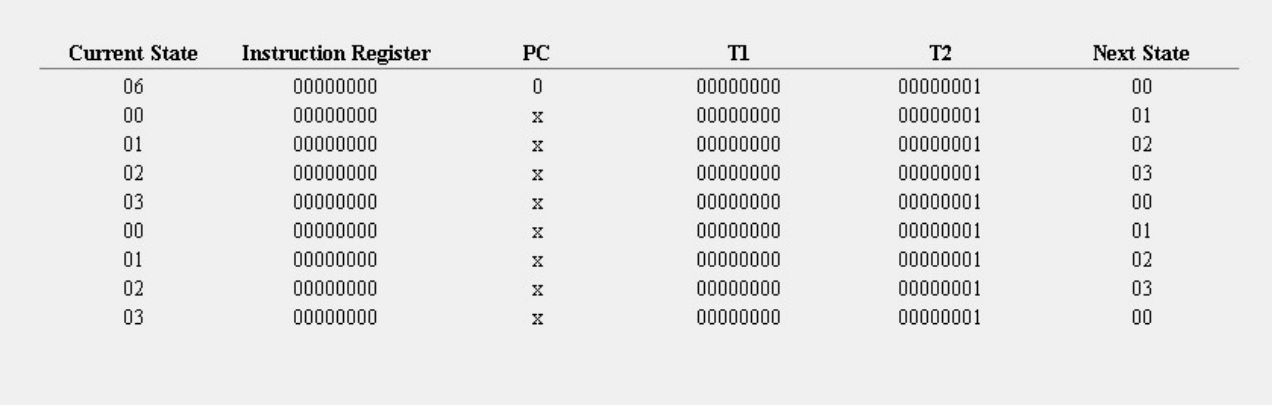 Current State Instruction Register PC T1 T2 Next State
06 00000000 0 00000000 00000001 00
00 00000000 x 00000000 00000001 01
01 00000000 x 00000000 00000001 02
02 00000000 x 00000000 00000001 03
03 00000000 x 00000000 00000001 00
00 00000000 x 00000000 00000001 01
01 00000000 x 00000000 00000001 02
02 00000000 x 00000000 00000001 03
03 00000000 x 00000000 00000001 00